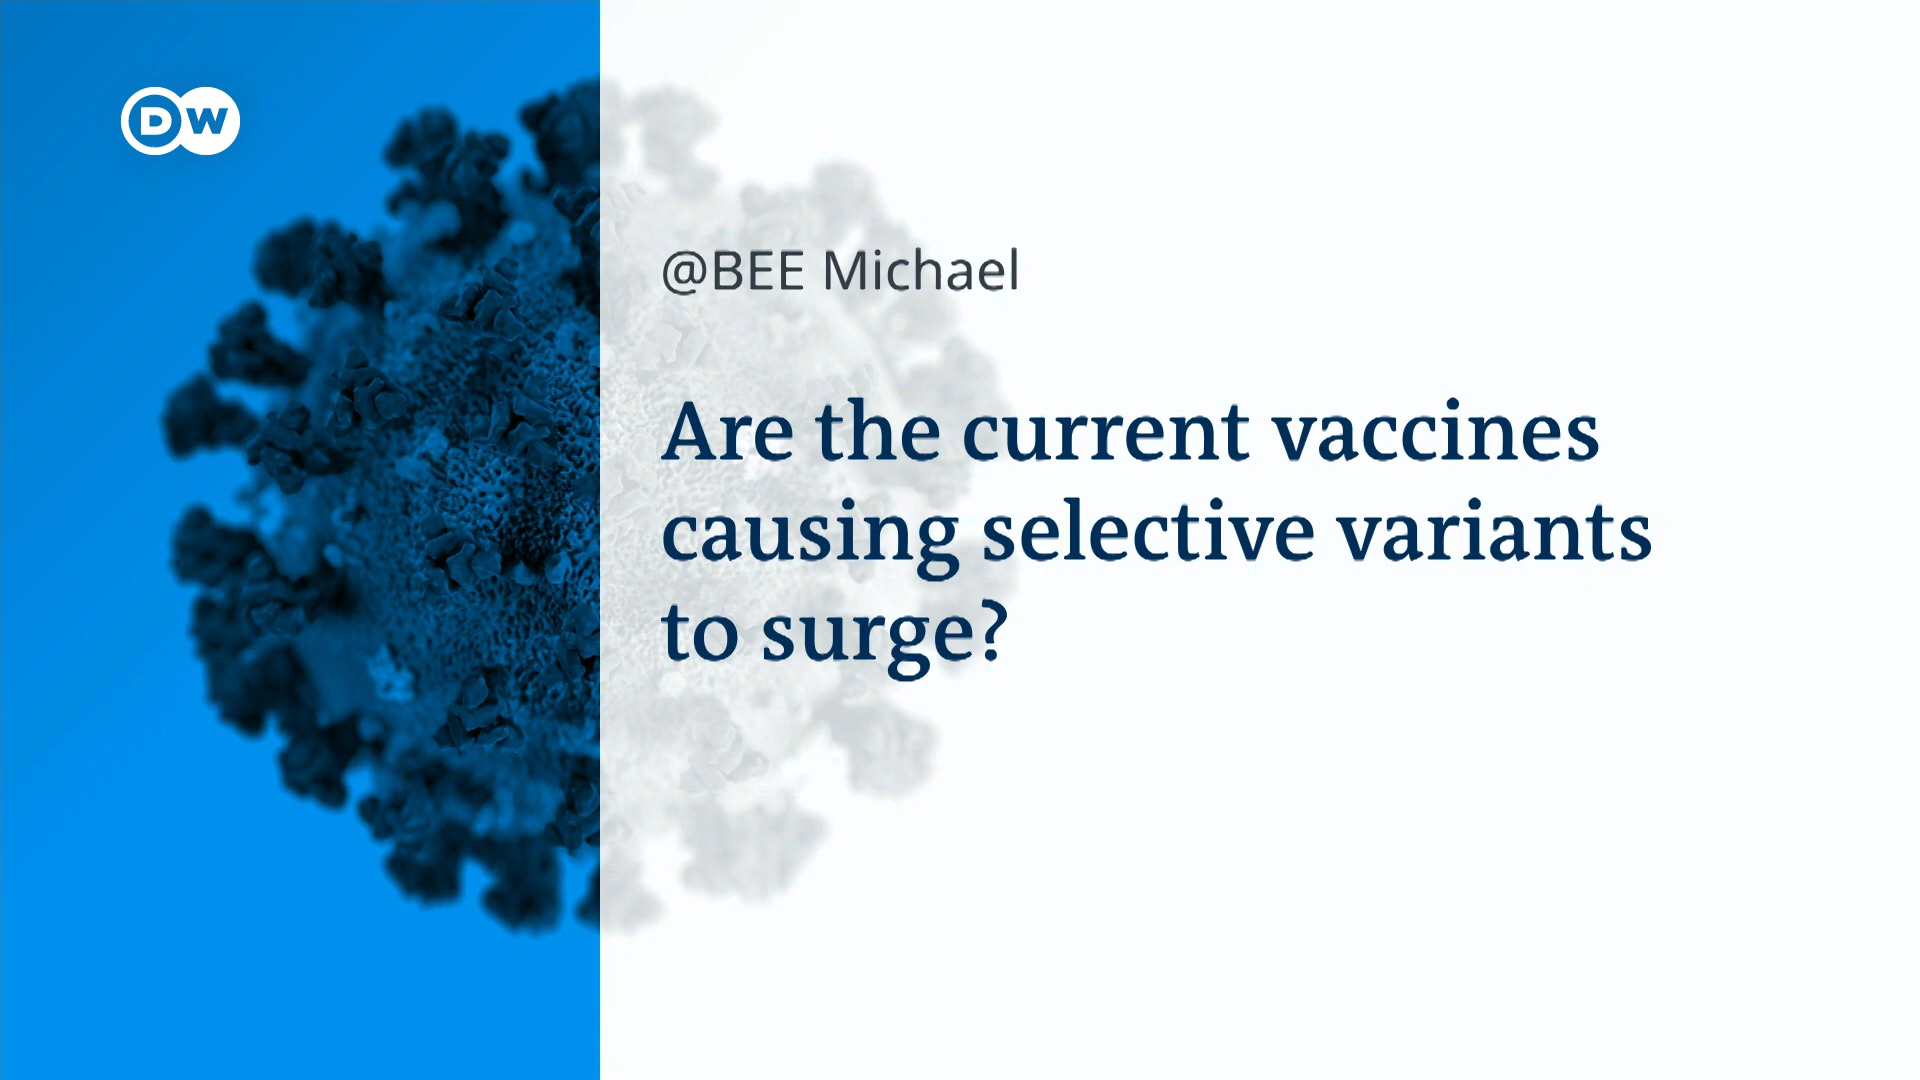 DW
@BEE Michael
Are the current vaccines
causing selective variants
to surge?